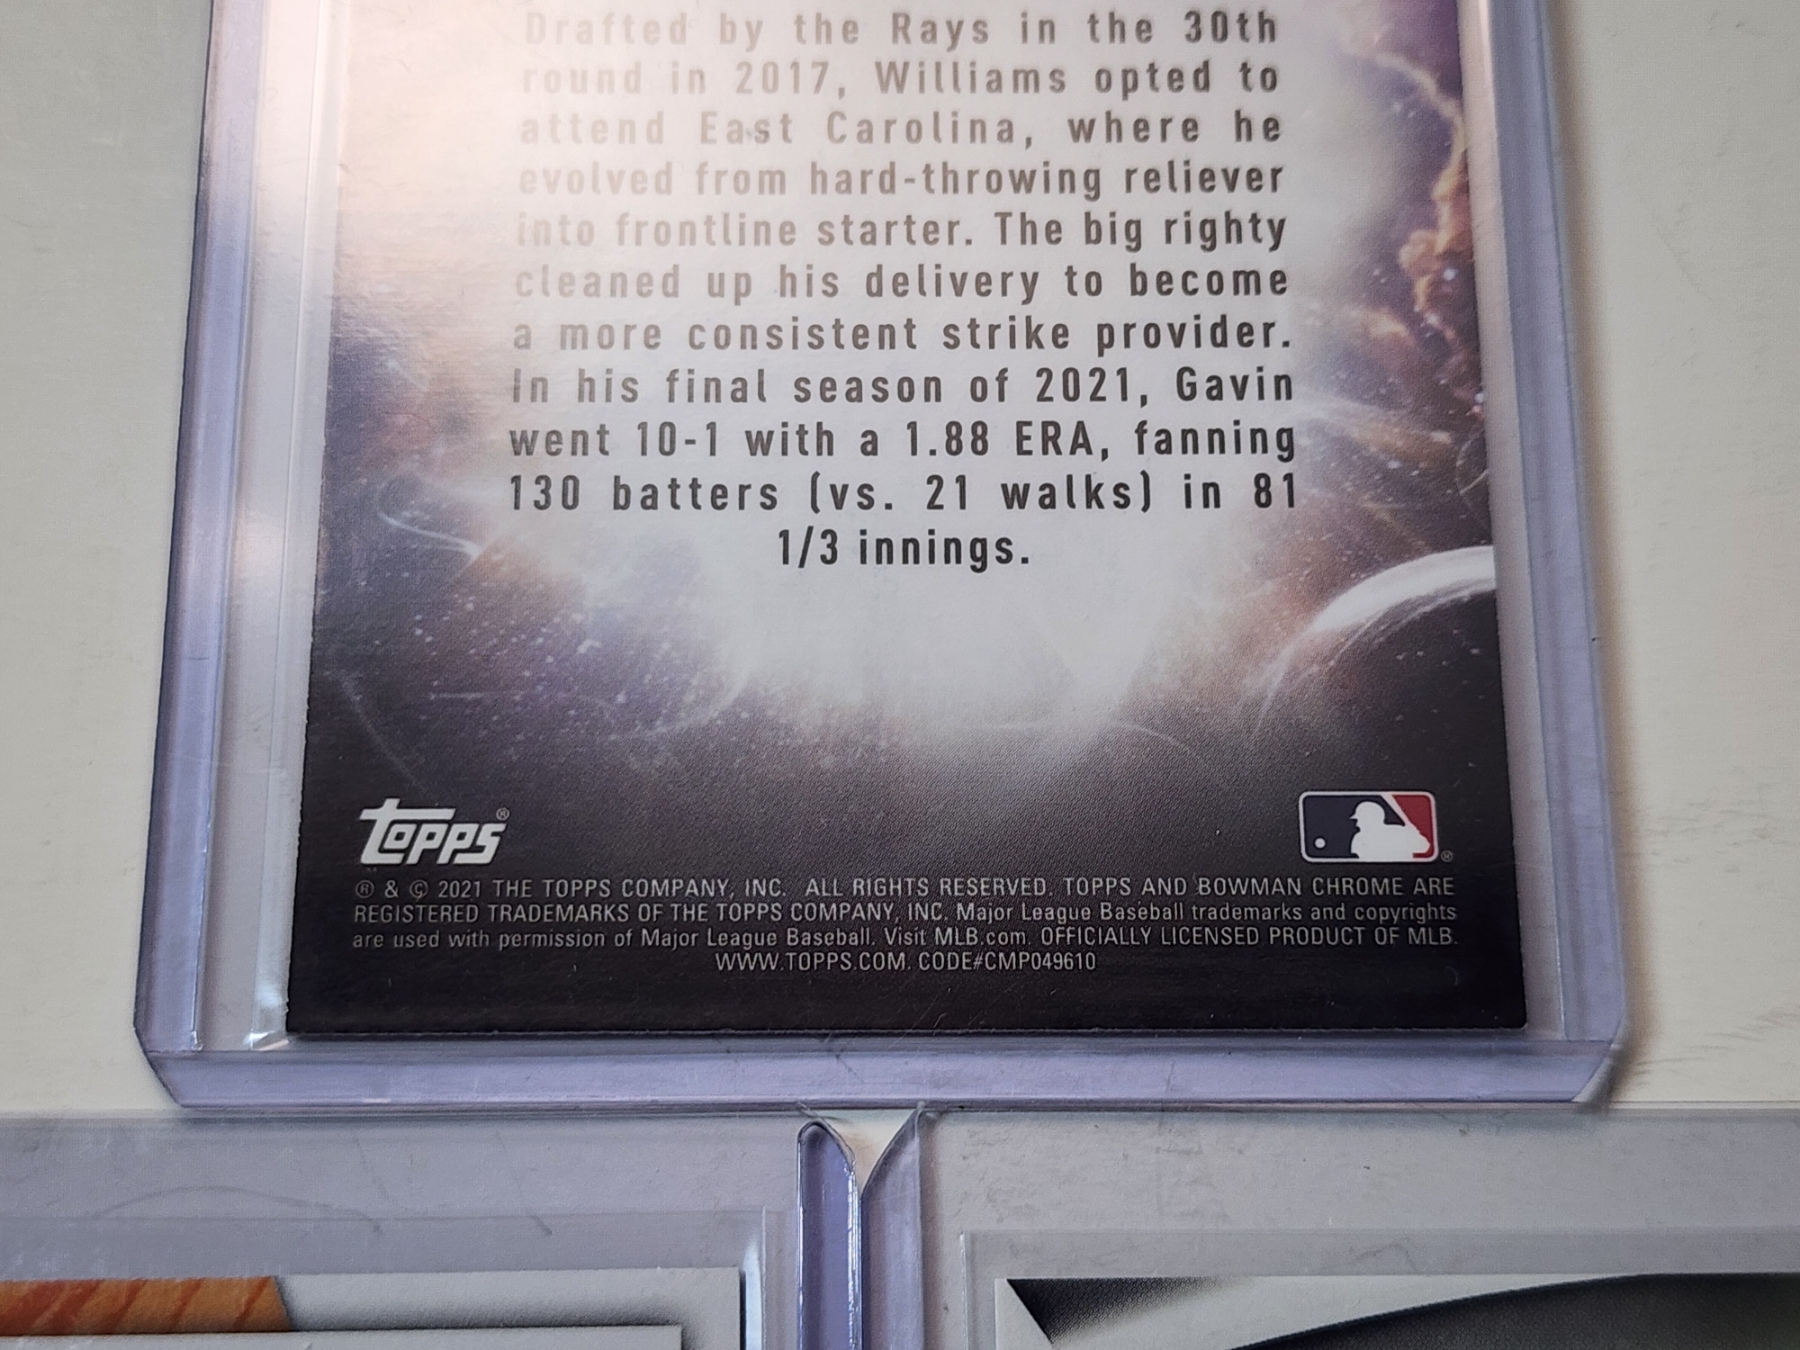 Drafted by the Rays in the 30th
round in 2017, Williams opted to
attend East Carolina, where he
evolved from hard-throwing reliever
into frontline starter. The big righty
cleaned up his delivery to become
a more consistent strike provider.
In his final season of 2021, Gavin
went 10-1 with a 1.88 ERA, fanning
130 batters (vs. 21 walks) in 81
1/3 innings.
Topps®
®
® & © 2021 THE TOPPS COMPANY, INC. ALL RIGHTS RESERVED. TOPPS AND BOWMAN CHROME ARE
REGISTERED TRADEMARKS OF THE TOPPS COMPANY, INC. Major League Baseball trademarks and copyrights
are used with permission of Major League Baseball. Visit MLB.com. OFFICIALLY LICENSED PRODUCT OF MLB.
WWW.TOPPS.COM. CODE#CMP049610